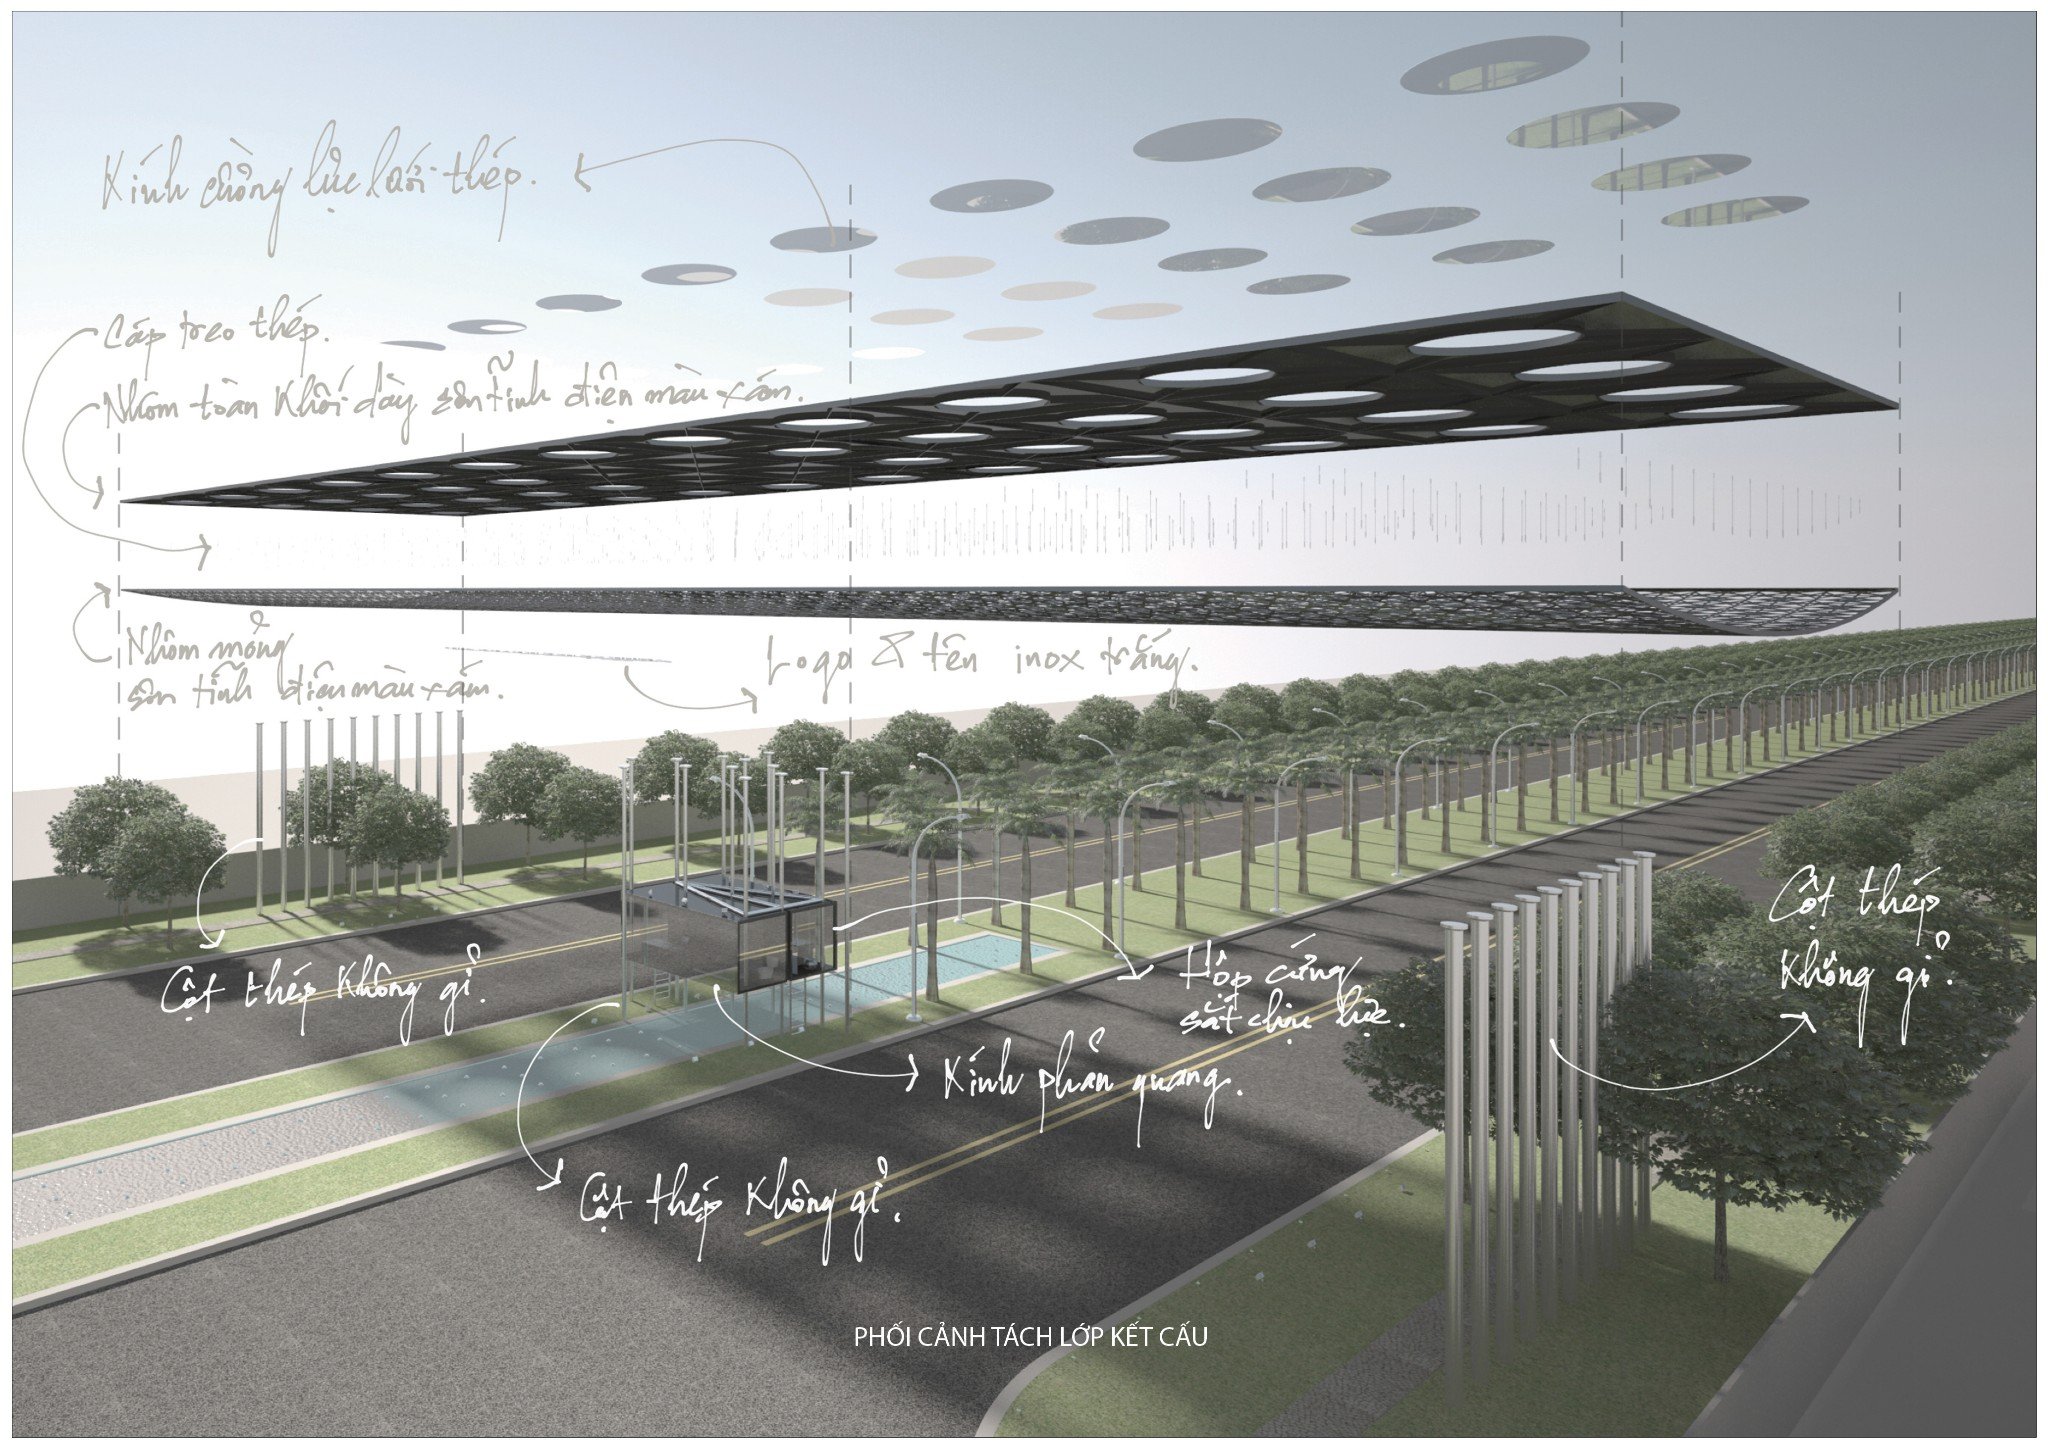 Kính cường lực lưới thép.
Cáp treo thép.
Nhôm toàn khối dày sơn tĩnh điện màu xám.
Nhôm mỏng
sơn tĩnh điện màu xám.
Logo & tên inox trắng.
Cột thép không gỉ.
Cột thép
không gỉ.
Hộp cứng
sắt chịu lực.
Kính phản quang.
Cột thép không gỉ.
PHỐI CẢNH TÁCH LỚP KẾT CẤU